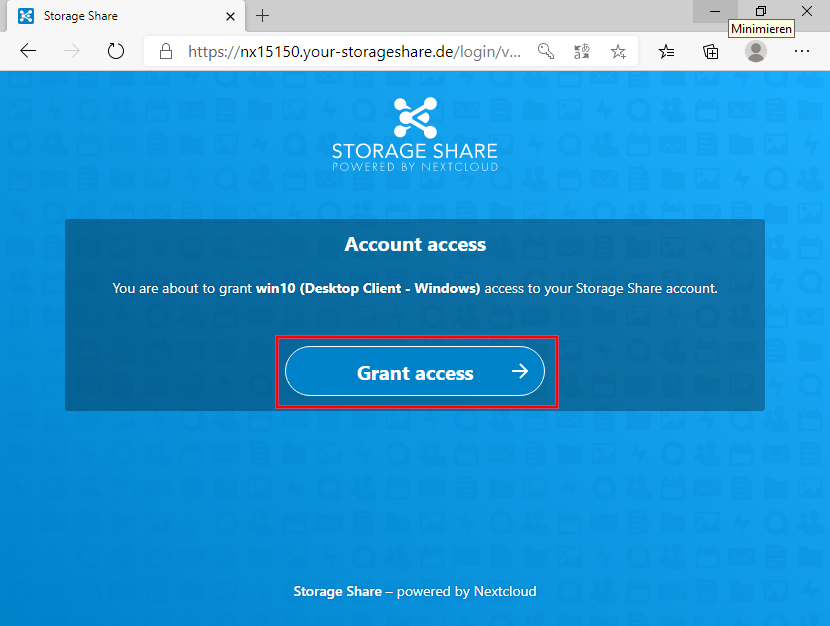 Storage Share
Minimieren
https://nx15150.your-storageshare.de/login/v...
STORAGE SHARE
POWERED BY NEXTCLOUD
Account access
You are about to grant win10 (Desktop Client - Windows) access to your Storage Share account.
Grant access
Storage Share – powered by Nextcloud